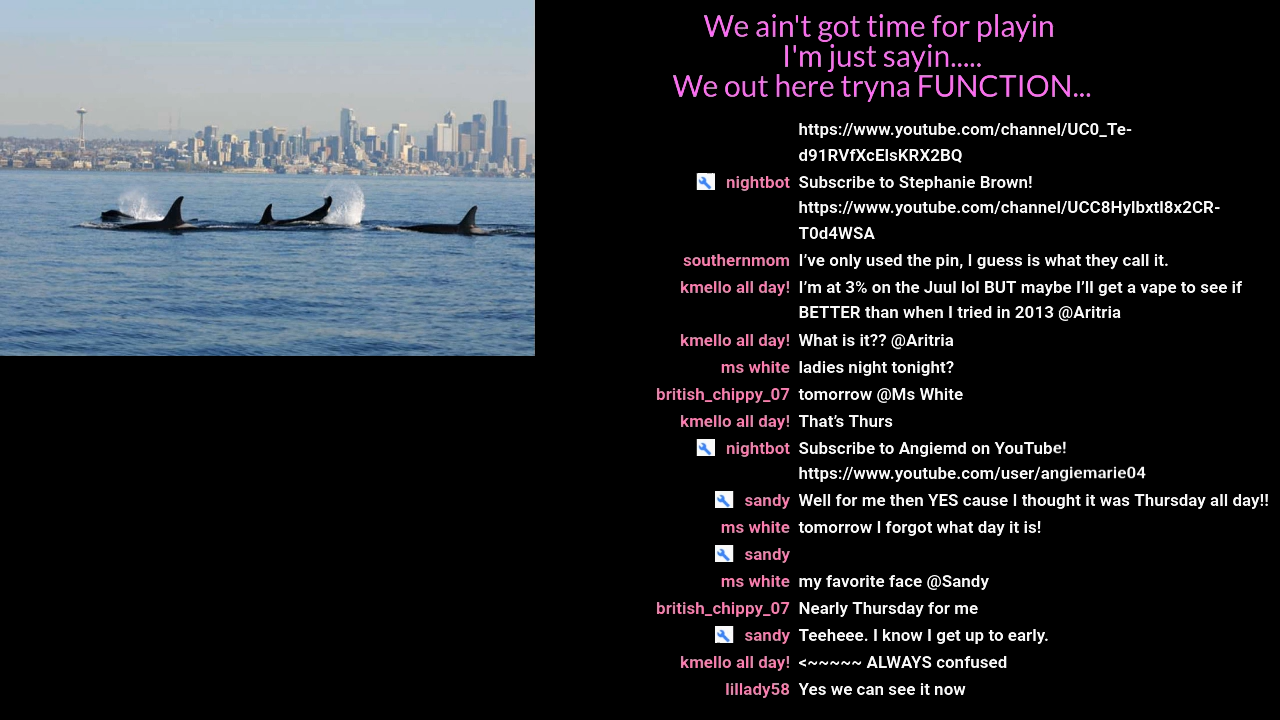 We ain't got time for playin
I'm just sayin.....
We out here tryna FUNCTION...
https://www.youtube.com/channel/UC0_Te-
d91RVfXcEIsKRX2BQ
nightbot Subscribe to Stephanie Brown!
https://www.youtube.com/channel/UCC8Hylbxtl8x2CR-
T0d4WSA
southernmom I’ve only used the pin, I guess is what they call it.
kmello all day! I’m at 3% on the Juul lol BUT maybe I’ll get a vape to see if
BETTER than when I tried in 2013 @Aritria
kmello all day! What is it?? @Aritria
ms white ladies night tonight?
british_chippy_07 tomorrow @Ms White
kmello all day! That’s Thurs
nightbot Subscribe to Angiemd on YouTube!
https://www.youtube.com/user/angiemarie04
sandy Well for me then YES cause I thought it was Thursday all day!!
ms white tomorrow I forgot what day it is!
sandy
ms white my favorite face @Sandy
british_chippy_07 Nearly Thursday for me
sandy Teeheee. I know I get up to early.
kmello all day! <~~~~~ ALWAYS confused
lillady58 Yes we can see it now